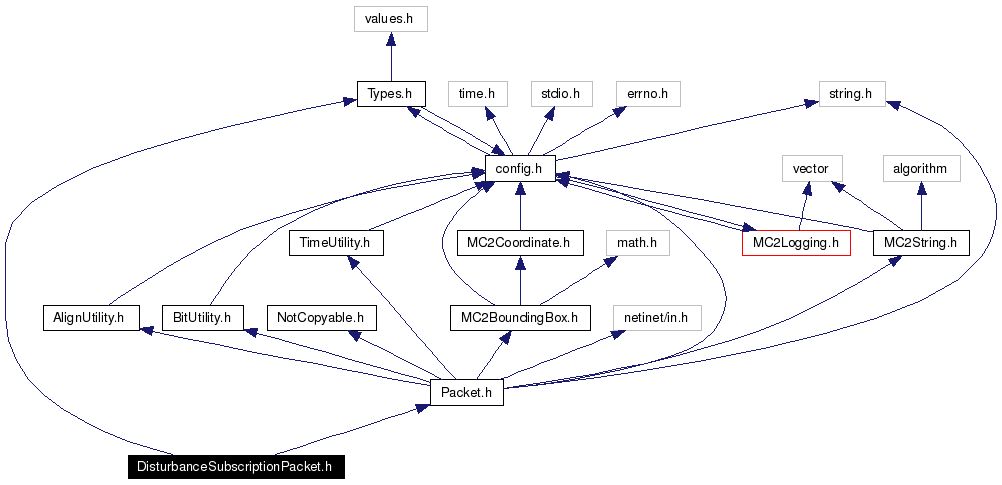 values.h
Types.h
time.h
stdio.h
errno.h
string.h
config.h
vector
algorithm
TimeUtility.h
MC2Coordinate.h
math.h
MC2Logging.h
MC2String.h
AlignUtility.h
BitUtility.h
NotCopyable.h
MC2BoundingBox.h
netinet/in.h
Packet.h
DisturbanceSubscriptionPacket.h